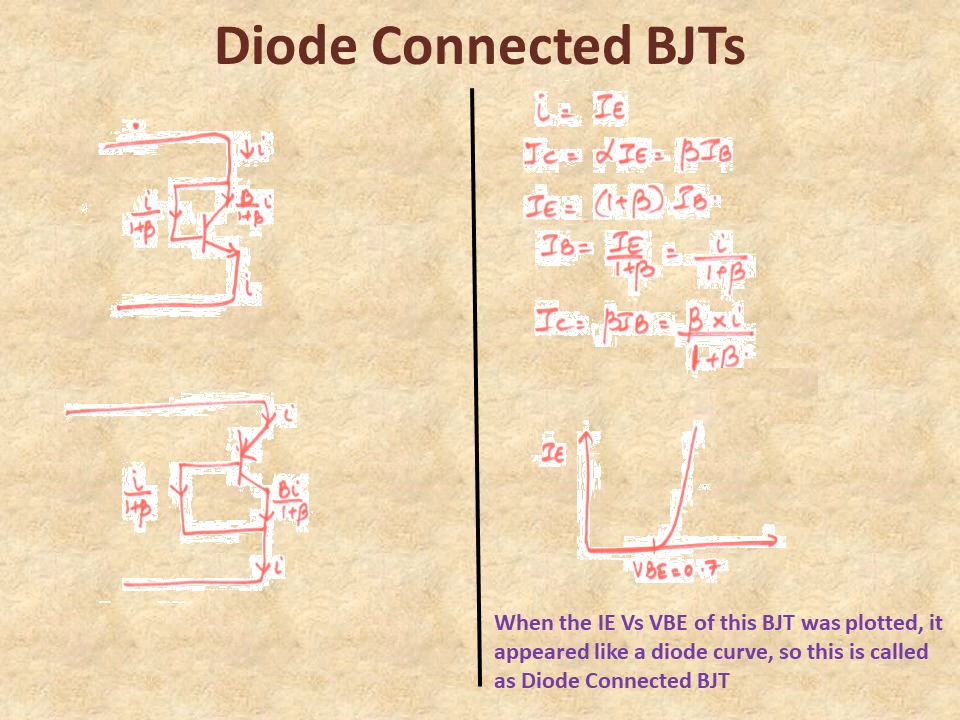 Diode Connected BJTs
i
i/1+β
β/1+β i
i
i
i/1+β
βi/1+β
i
i = IE
IC = αIE = βIB
IE = (1+β) IB
IB = IE/1+β = i/1+β
IC = βIB = β×i/1+β
IE
VBE=0.7
When the IE Vs VBE of this BJT was plotted, it
appeared like a diode curve, so this is called
as Diode Connected BJT